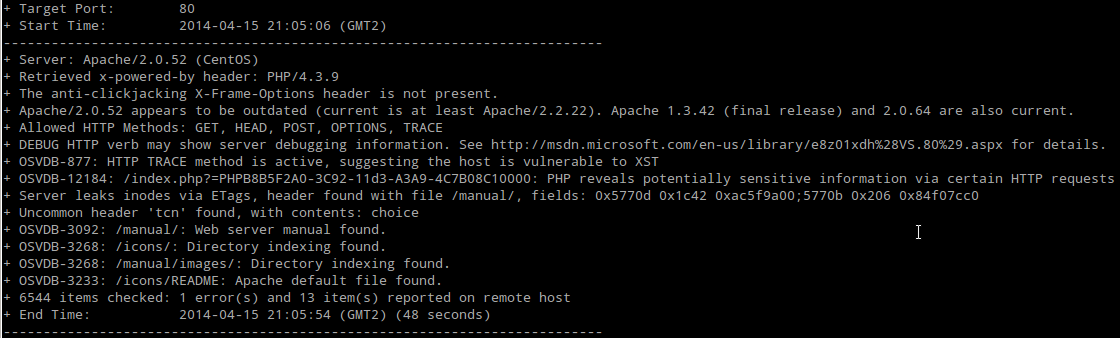 + Target Port:        80
+ Start Time:         2014-04-15 21:05:06 (GMT2)
---------------------------------------------------------------------------
+ Server: Apache/2.0.52 (CentOS)
+ Retrieved x-powered-by header: PHP/4.3.9
+ The anti-clickjacking X-Frame-Options header is not present.
+ Apache/2.0.52 appears to be outdated (current is at least Apache/2.2.22). Apache 1.3.42 (final release) and 2.0.64 are also current.
+ Allowed HTTP Methods: GET, HEAD, POST, OPTIONS, TRACE
+ DEBUG HTTP verb may show server debugging information. See http://msdn.microsoft.com/en-us/library/e8z01xdh%28VS.80%29.aspx for details.
+ OSVDB-877: HTTP TRACE method is active, suggesting the host is vulnerable to XST
+ OSVDB-12184: /index.php?=PHPB8B5F2A0-3C92-11d3-A3A9-4C7B08C10000: PHP reveals potentially sensitive information via certain HTTP requests
+ Server leaks inodes via ETags, header found with file /manual/, fields: 0x5770d 0x1c42 0xac5f9a00;5770b 0x206 0x84f07cc0
+ Uncommon header 'tcn' found, with contents: choice
+ OSVDB-3092: /manual/: Web server manual found.
+ OSVDB-3268: /icons/: Directory indexing found.
+ OSVDB-3268: /manual/images/: Directory indexing found.
+ OSVDB-3233: /icons/README: Apache default file found.
+ 6544 items checked: 1 error(s) and 13 item(s) reported on remote host
+ End Time:           2014-04-15 21:05:54 (GMT2) (48 seconds)
---------------------------------------------------------------------------